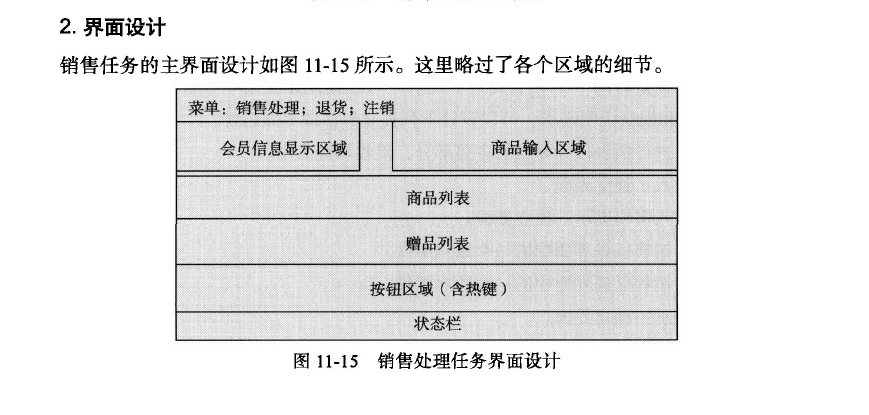 2. 界面设计
销售任务的主界面设计如图 11-15 所示。这里略过了各个区域的细节。
菜单：销售处理；退货；注销
会员信息显示区域
商品输入区域
商品列表
赠品列表
按钮区域（含热键）
状态栏
图 11-15 销售处理任务界面设计